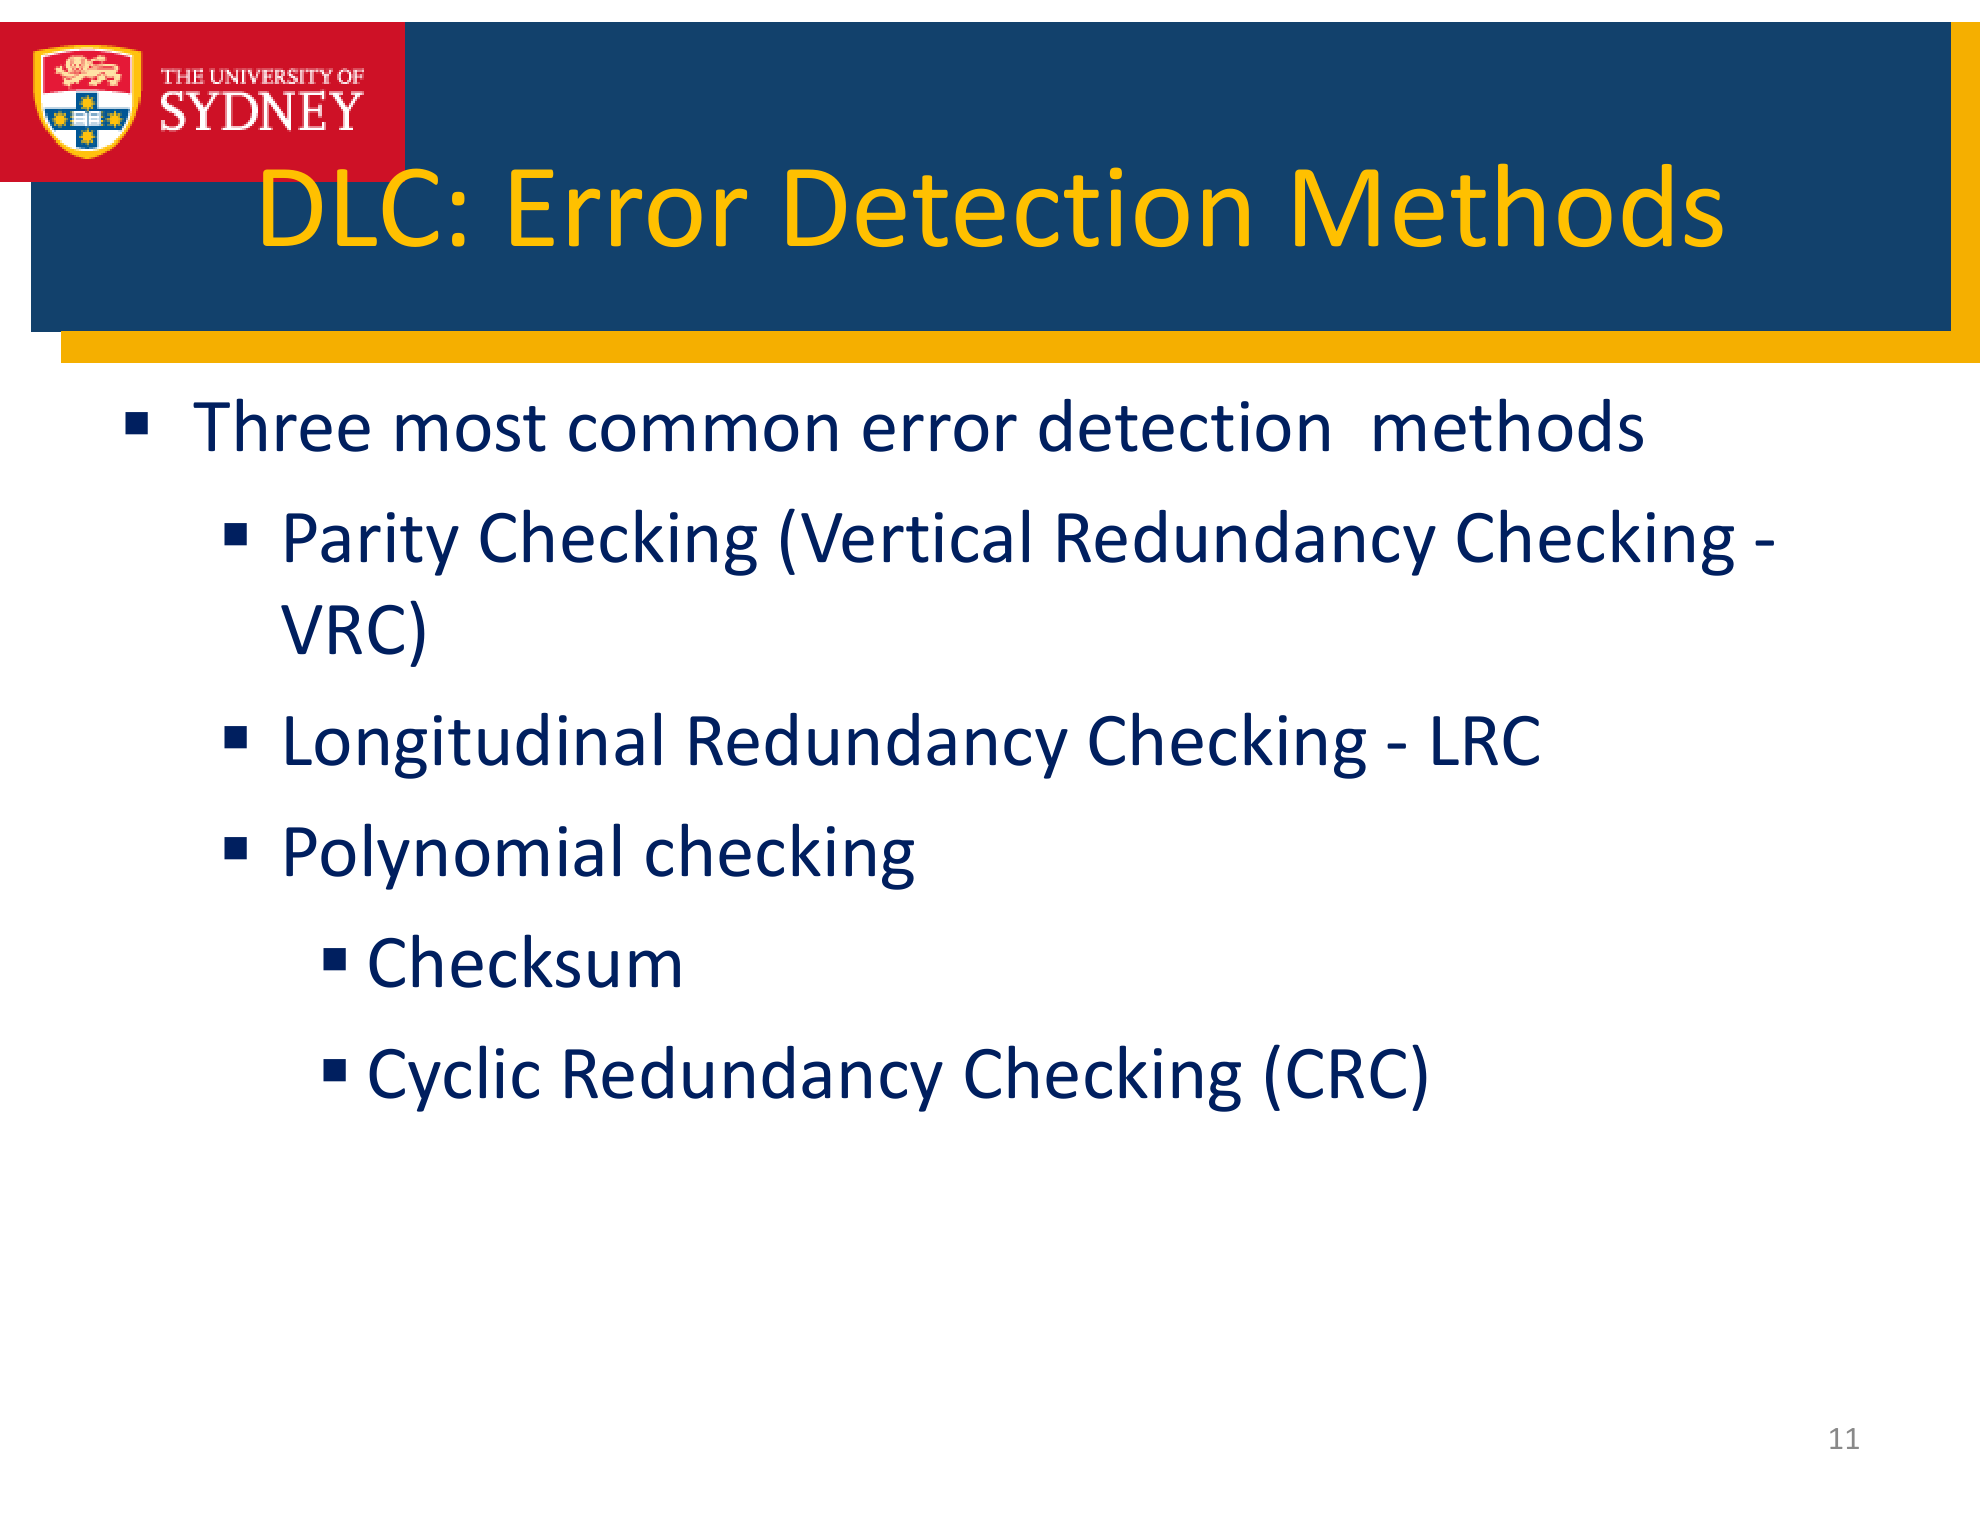 THE UNIVERSITY OF
SYDNEY
DLC: Error Detection Methods
▪ Three most common error detection  methods
▪ Parity Checking (Vertical Redundancy Checking -
VRC)
▪ Longitudinal Redundancy Checking - LRC
▪ Polynomial checking
▪ Checksum
▪ Cyclic Redundancy Checking (CRC)
11